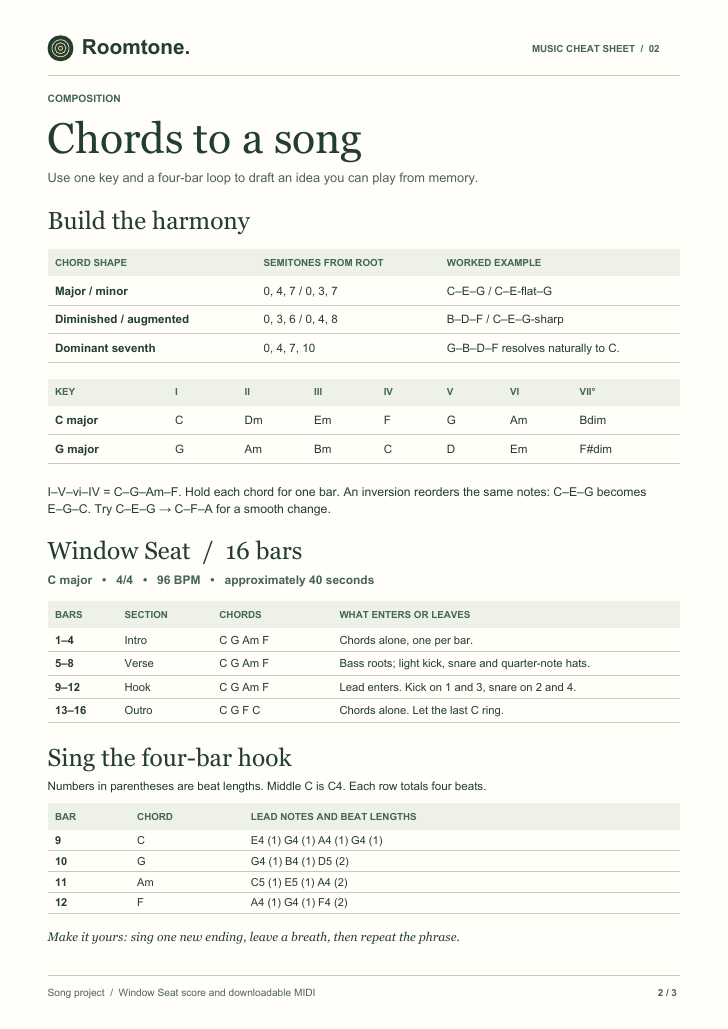 Roomtone.
MUSIC CHEAT SHEET / 02
COMPOSITION
Chords to a song
Use one key and a four-bar loop to draft an idea you can play from memory.
Build the harmony
CHORD SHAPE SEMITONES FROM ROOT WORKED EXAMPLE
Major / minor 0, 4, 7 / 0, 3, 7 C–E–G / C–E-flat–G
Diminished / augmented 0, 3, 6 / 0, 4, 8 B–D–F / C–E–G-sharp
Dominant seventh 0, 4, 7, 10 G–B–D–F resolves naturally to C.
KEY I II III IV V VI VII°
C major C Dm Em F G Am Bdim
G major G Am Bm C D Em F#dim
I–V–vi–IV = C–G–Am–F. Hold each chord for one bar. An inversion reorders the same notes: C–E–G becomes
E–G–C. Try C–E–G → C–F–A for a smooth change.
Window Seat / 16 bars
C major • 4/4 • 96 BPM • approximately 40 seconds
BARS SECTION CHORDS WHAT ENTERS OR LEAVES
1–4 Intro C G Am F Chords alone, one per bar.
5–8 Verse C G Am F Bass roots; light kick, snare and quarter-note hats.
9–12 Hook C G Am F Lead enters. Kick on 1 and 3, snare on 2 and 4.
13–16 Outro C G F C Chords alone. Let the last C ring.
Sing the four-bar hook
Numbers in parentheses are beat lengths. Middle C is C4. Each row totals four beats.
BAR CHORD LEAD NOTES AND BEAT LENGTHS
9 C E4 (1) G4 (1) A4 (1) G4 (1)
10 G G4 (1) B4 (1) D5 (2)
11 Am C5 (1) E5 (1) A4 (2)
12 F A4 (1) G4 (1) F4 (2)
Make it yours: sing one new ending, leave a breath, then repeat the phrase.
Song project / Window Seat score and downloadable MIDI
2 / 3